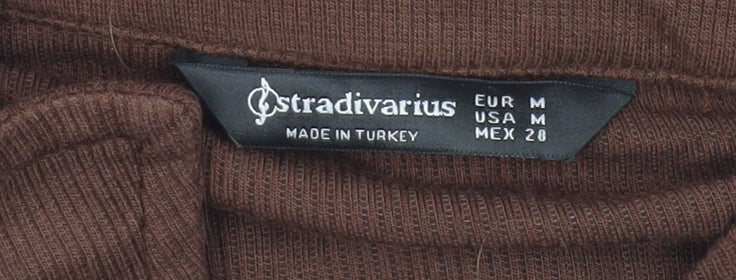 stradivarius
MADE IN TURKEY
EUR M
USA M
MEX 28